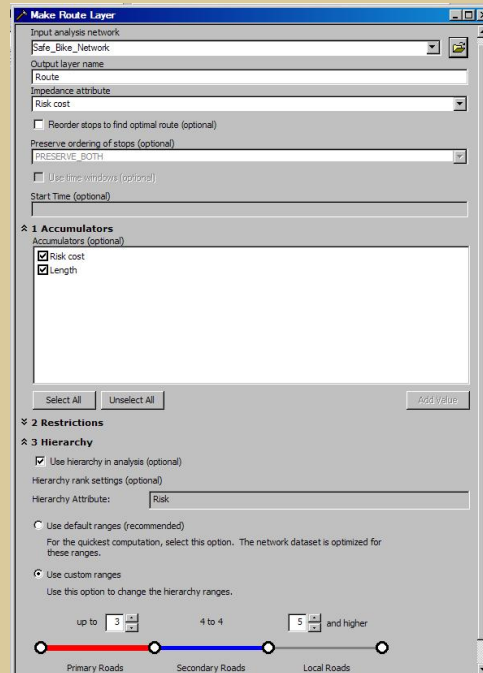 Make Route Layer
Input analysis network
Safe_Bike_Network
Output layer name
Route
Impedance attribute
Risk cost
Reorder stops to find optimal route (optional)
Preserve ordering of stops (optional)
PRESERVE_BOTH
Use time windows (optional)
Start Time (optional)
1 Accumulators
Accumulators (optional)
Risk cost
Length
Select All Unselect All Add Value
2 Restrictions
3 Hierarchy
Use hierarchy in analysis (optional)
Hierarchy rank settings (optional)
Hierarchy Attribute: Risk
Use default ranges (recommended)
For the quickest computation, select this option. The network dataset is optimized for
these ranges.
Use custom ranges
Use this option to change the hierarchy ranges.
up to 3 4 to 4 5 and higher
Primary Roads Secondary Roads Local Roads